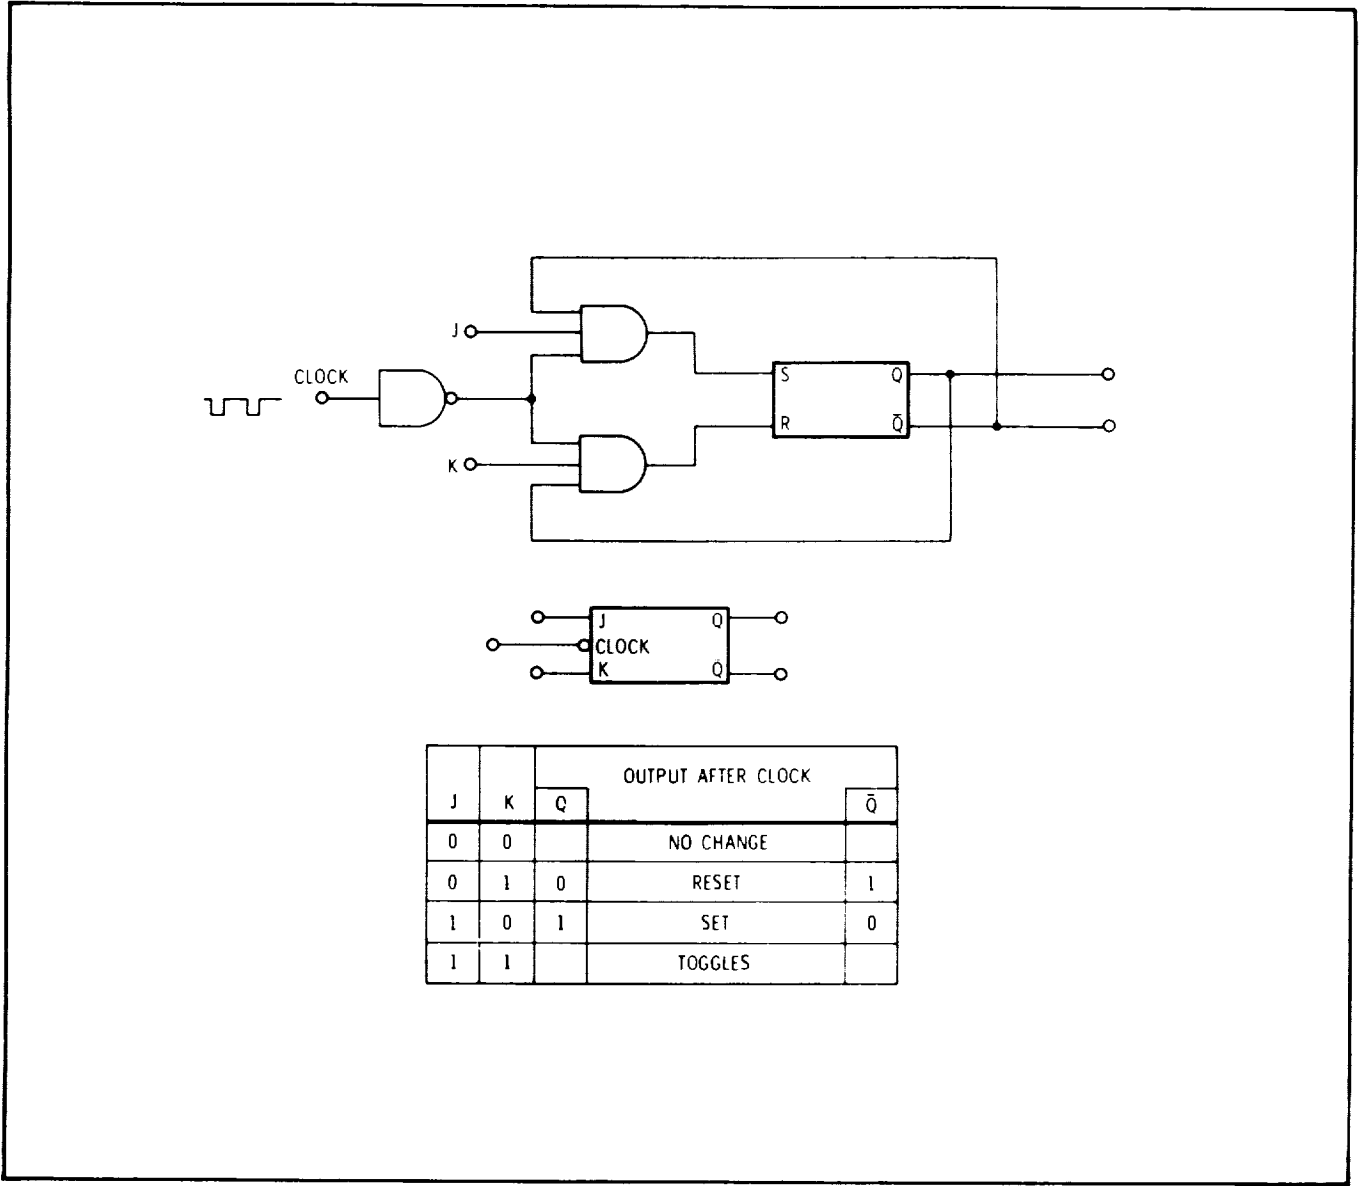 J
CLOCK
S Q
R Q̄
K
J Q
CLOCK
K Q
OUTPUT AFTER CLOCK
J K Q Q̄
0 0 NO CHANGE
0 1 0 RESET 1
1 0 1 SET 0
1 1 TOGGLES